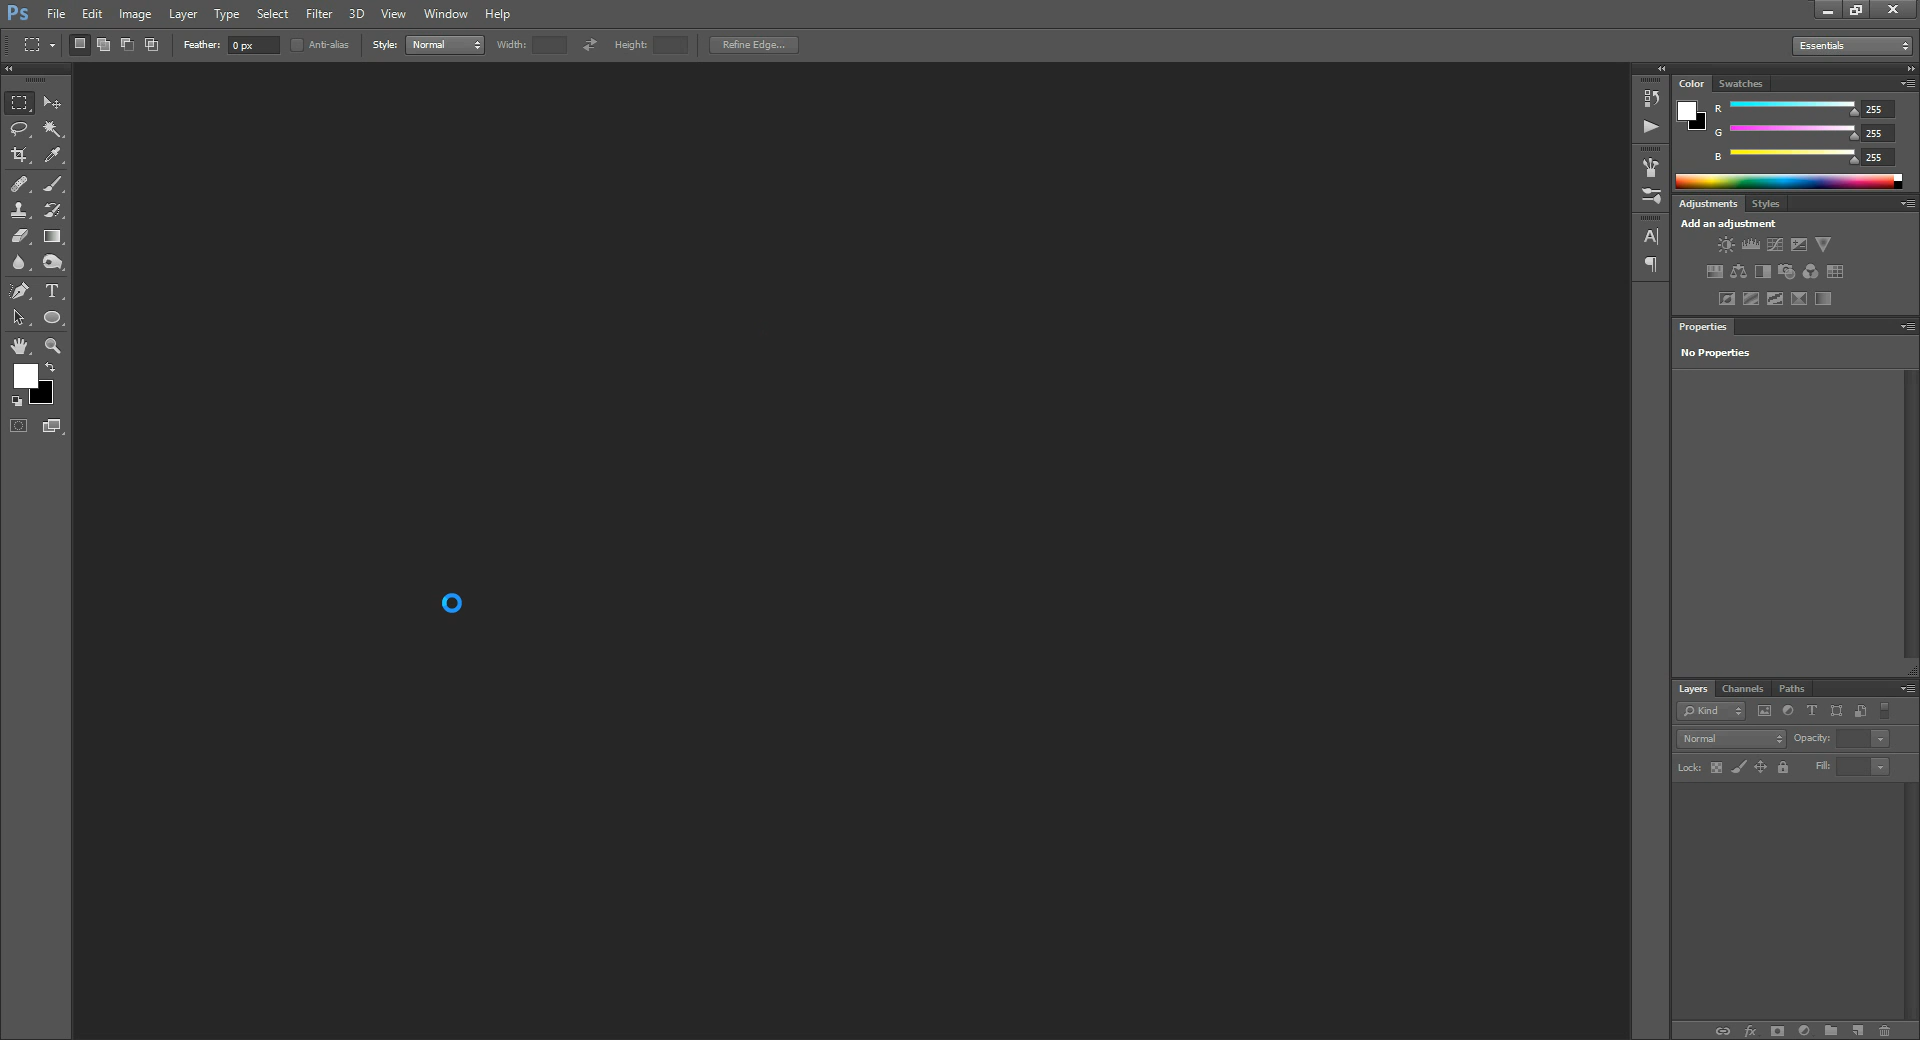 Ps File Edit Image Layer Type Select Filter 3D View Window Help
Feather: 0 px Anti-alias Style: Normal Width: Height: Refine Edge... Essentials
Color Swatches
R 255
G 255
B 255
Adjustments Styles
Add an adjustment
Properties
No Properties
Layers Channels Paths
Kind
Normal Opacity:
Lock: Fill: